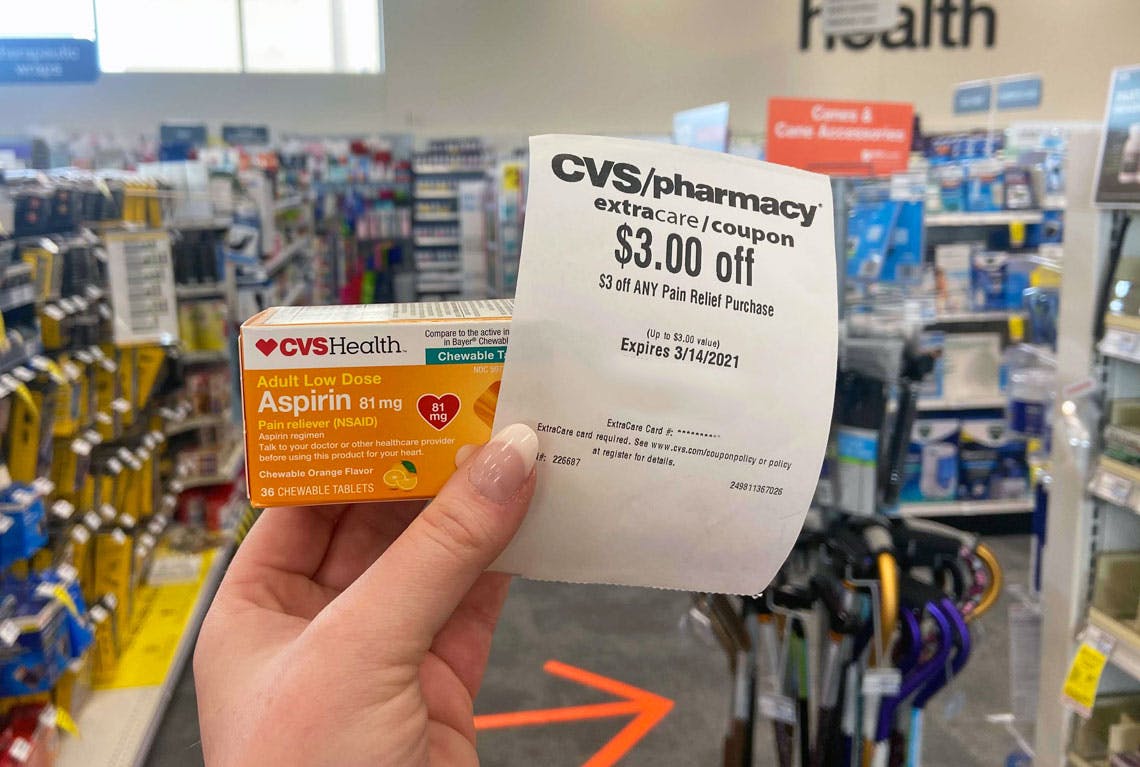 therapeutic
wraps
health
Canes &
Cane Accessories
CVS/pharmacy
extracare/coupon
$3.00 off
$3 off ANY Pain Relief Purchase
(Up to $3.00 value)
Expires 3/14/2021
ExtraCare Card #: *********
ExtraCare card required. See www.cvs.com/couponpolicy or policy
at register for details.
#: 226687
249811367026
CVSHealth
Compare to the active in
in Bayer® Chewabl
Chewable Ta
Adult Low Dose
Aspirin 81 mg
81
mg
Pain reliever (NSAID)
Aspirin regimen
Talk to your doctor or other healthcare provider
before using this product for your heart.
Chewable Orange Flavor
36 CHEWABLE TABLETS